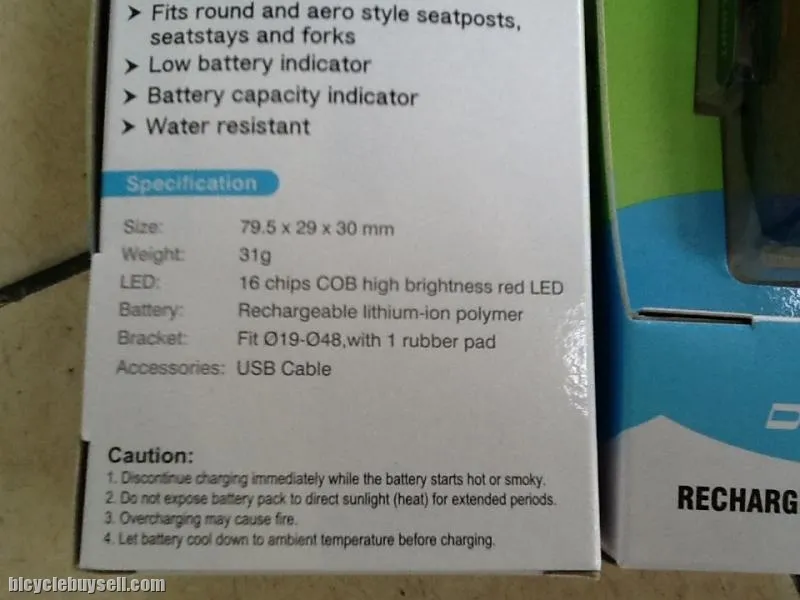 ➤ Fits round and aero style seatposts,
seatstays and forks
➤ Low battery indicator
➤ Battery capacity indicator
➤ Water resistant
Specification
Size: 79.5 x 29 x 30 mm
Weight: 31g
LED: 16 chips COB high brightness red LED
Battery: Rechargeable lithium-ion polymer
Bracket: Fit Ø19-Ø48,with 1 rubber pad
Accessories: USB Cable
Caution:
1. Discontinue charging immediately while the battery starts hot or smoky.
2. Do not expose battery pack to direct sunlight (heat) for extended periods.
3. Overcharging may cause fire.
4. Let battery cool down to ambient temperature before charging.
RECHARG
bicyclebuysell.com